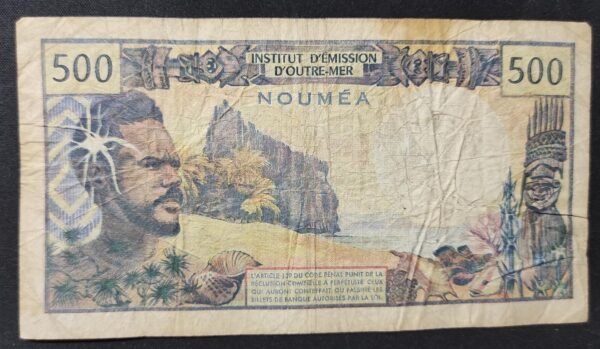 500
INSTITUT D'ÉMISSION
D'OUTRE-MER
500
NOUMÉA
L'ARTICLE 139 DU CODE PÉNAL PUNIT DE LA
RÉCLUSION CRIMINELLE A PERPÉTUITÉ CEUX
QUI AURONT CONTREFAIT OU FALSIFIÉ LES
BILLETS DE BANQUE AUTORISÉS PAR LA LOI.